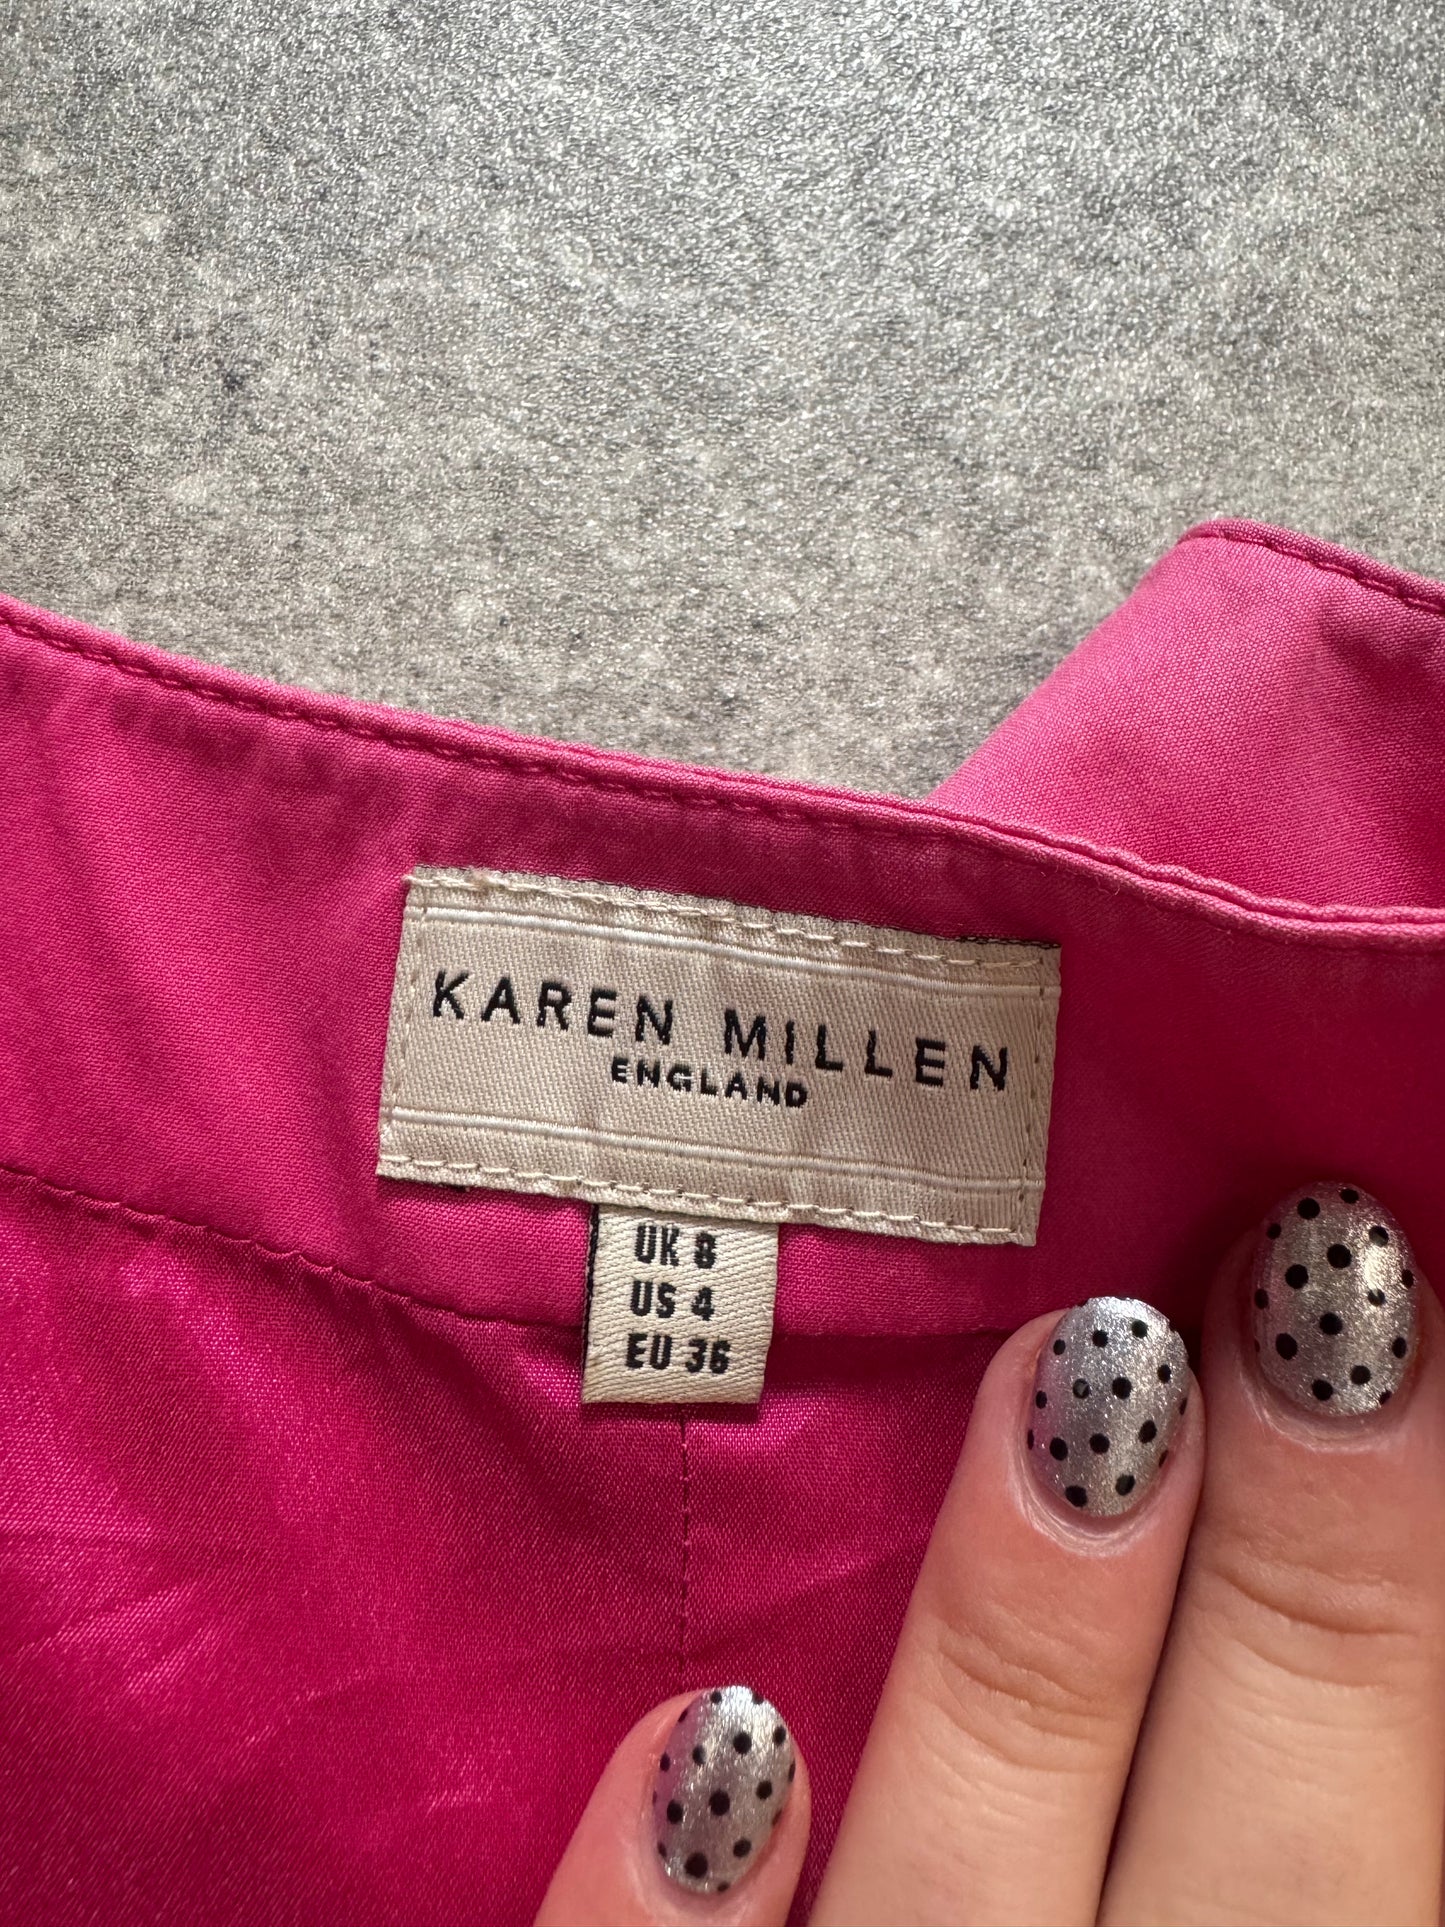 KAREN MILLEN
ENGLAND
UK 8
US 4
EU 36